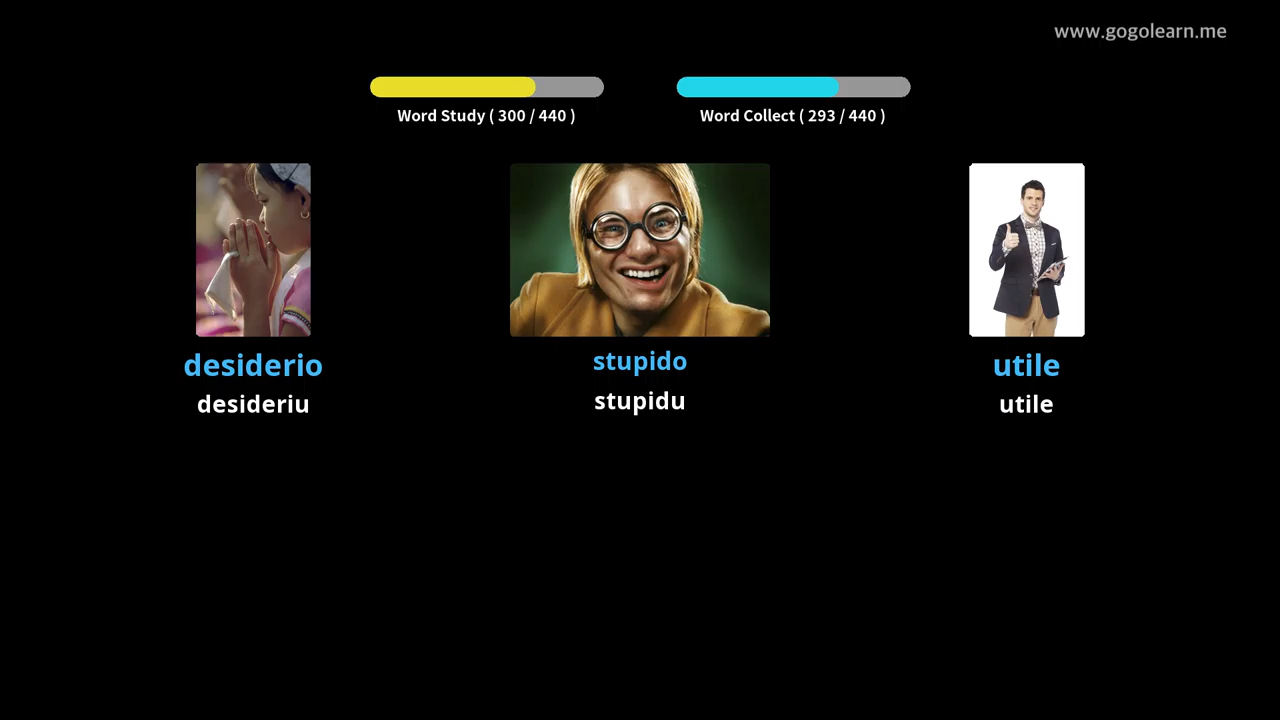 www.gogolearn.me
Word Study ( 300 / 440 )
Word Collect ( 293 / 440 )
desiderio
desideriu
stupido
stupidu
utile
utile